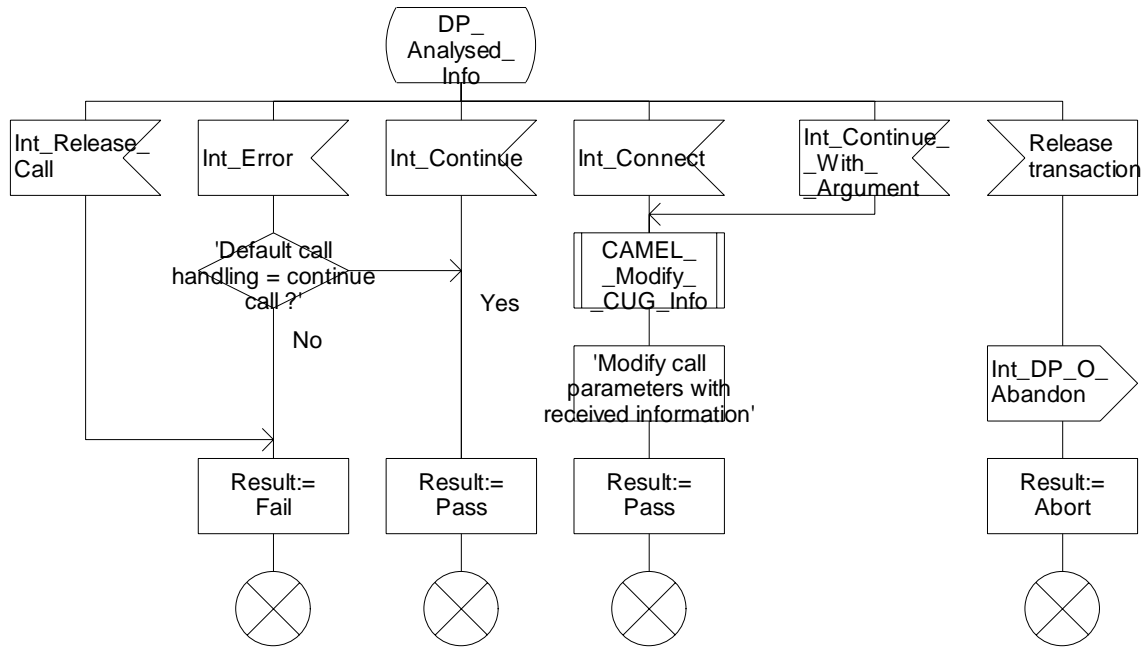 DP_
Analysed_
Info
Int_Release_
Call
Int_Error
Int_Continue
Int_Connect
Int_Continue_
_With_
_Argument
Release
transaction
'Default call
handling = continue
call ?'
Yes
No
CAMEL_
_Modify_
_CUG_Info
'Modify call
parameters with
received information'
Int_DP_O_
Abandon
Result:=
Fail
Result:=
Pass
Result:=
Pass
Result:=
Abort